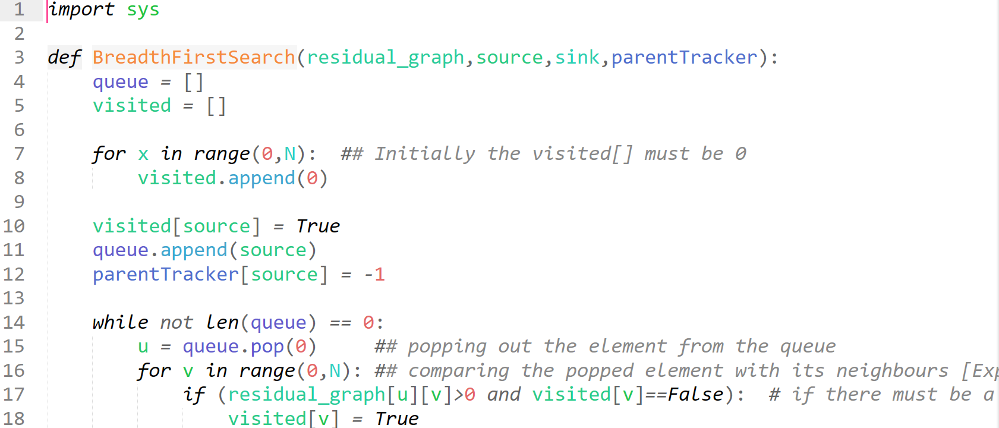 1 import sys
2
3 def BreadthFirstSearch(residual_graph,source,sink,parentTracker):
4     queue = []
5     visited = []
6
7     for x in range(0,N):  ## Initially the visited[] must be 0
8         visited.append(0)
9
10     visited[source] = True
11     queue.append(source)
12     parentTracker[source] = -1
13
14     while not len(queue) == 0:
15         u = queue.pop(0)     ## popping out the element from the queue
16         for v in range(0,N): ## comparing the popped element with its neighbours [Exp
17             if (residual_graph[u][v]>0 and visited[v]==False):  # if there must be a
18                 visited[v] = True